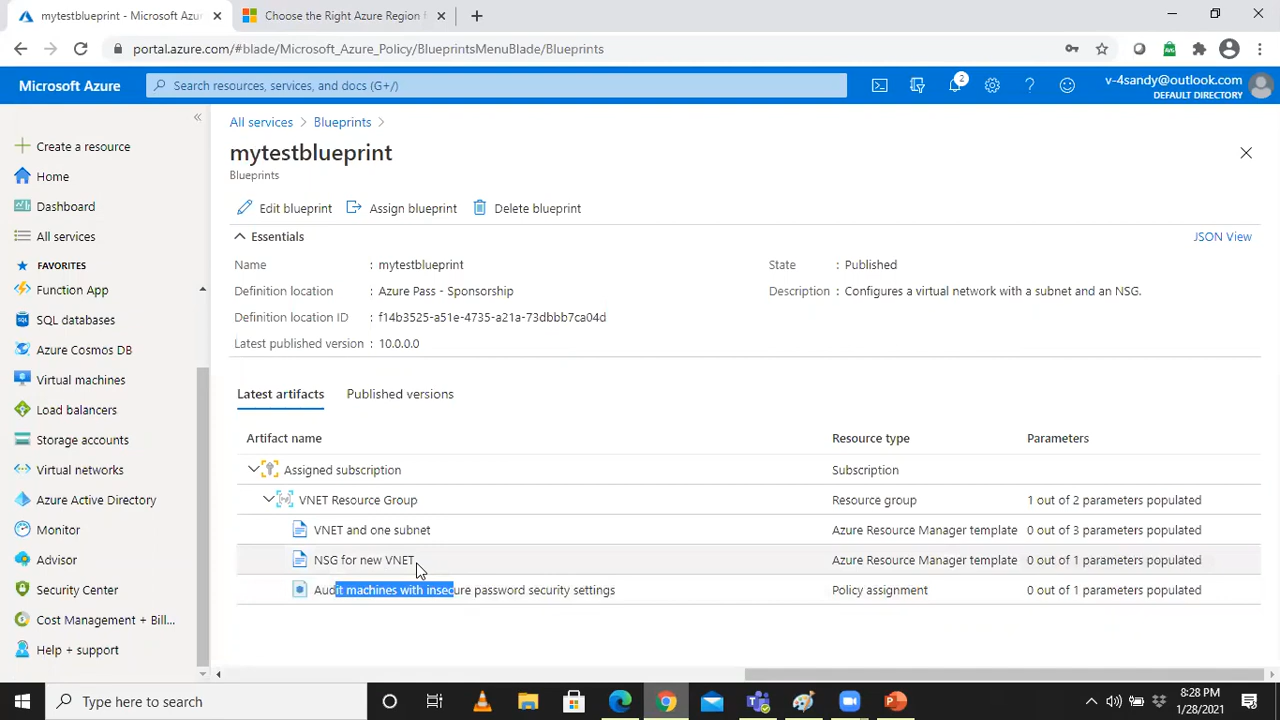 mytestblueprint - Microsoft Azu
Choose the Right Azure Region f
portal.azure.com/#blade/Microsoft_Azure_Policy/BlueprintsMenuBlade/Blueprints
Microsoft Azure
Search resources, services, and docs (G+/)
2
v-4sandy@outlook.com
DEFAULT DIRECTORY
Create a resource
Home
Dashboard
All services
FAVORITES
Function App
SQL databases
Azure Cosmos DB
Virtual machines
Load balancers
Storage accounts
Virtual networks
Azure Active Directory
Monitor
Advisor
Security Center
Cost Management + Bill...
Help + support
All services > Blueprints >
mytestblueprint
Blueprints
Edit blueprint Assign blueprint Delete blueprint
Essentials JSON View
Name : mytestblueprint State : Published
Definition location : Azure Pass - Sponsorship Description : Configures a virtual network with a subnet and an NSG.
Definition location ID : f14b3525-a51e-4735-a21a-73dbbb7ca04d
Latest published version : 10.0.0.0
Latest artifacts Published versions
Artifact name Resource type Parameters
Assigned subscription Subscription
VNET Resource Group Resource group 1 out of 2 parameters populated
VNET and one subnet Azure Resource Manager template 0 out of 3 parameters populated
NSG for new VNET Azure Resource Manager template 0 out of 1 parameters populated
Audit machines with insecure password security settings Policy assignment 0 out of 1 parameters populated
Type here to search
8:28 PM
1/28/2021